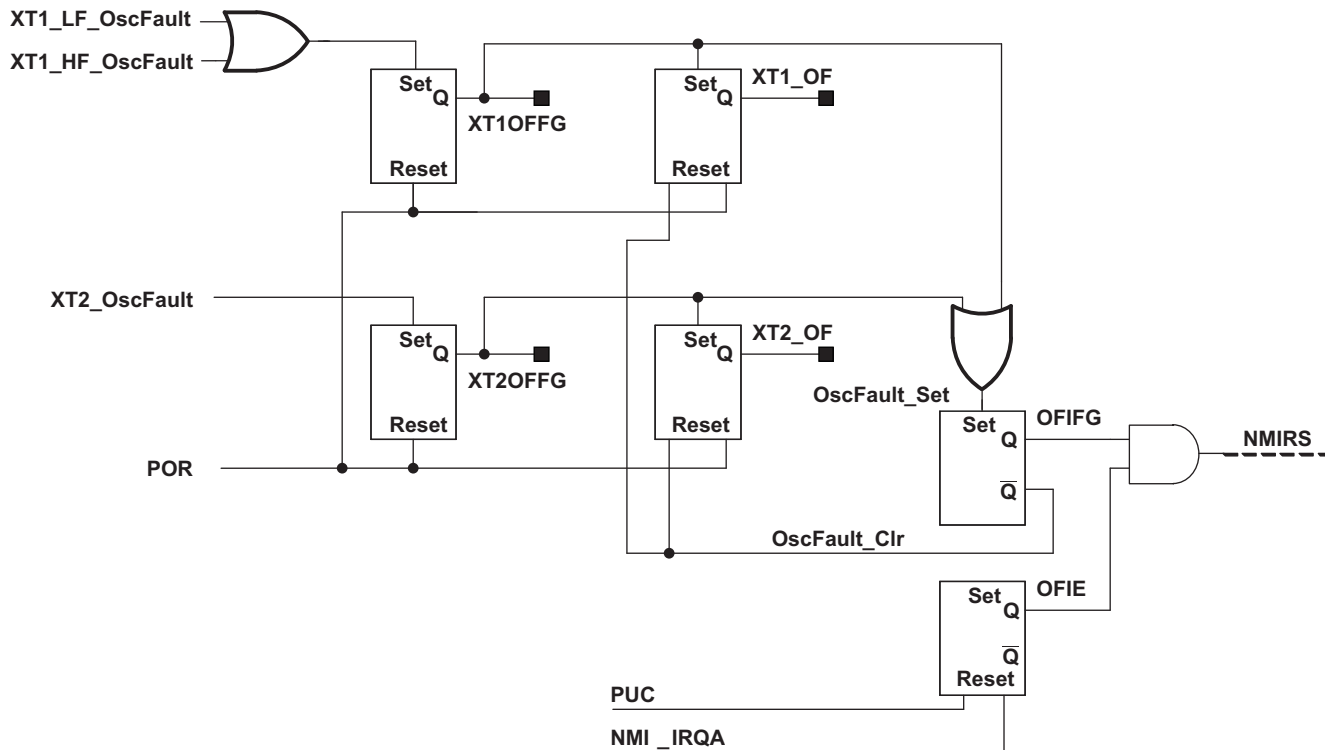 XT1_LF_OscFault
XT1_HF_OscFault
Set
Q
XT1OFFG
Reset
Set
Q
XT1_OF
Reset
XT2_OscFault
Set
Q
XT2OFFG
Reset
Set
Q
XT2_OF
Reset
POR
OscFault_Set
Set
Q
OFIFG
Q̅
NMIRS
OscFault_Clr
Set
Q
OFIE
Q̅
Reset
PUC
NMI _IRQA